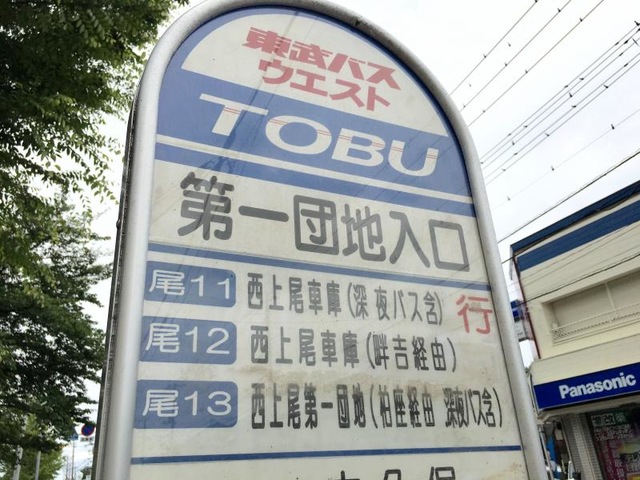 東武バス
ウエスト
TOBU
第一団地入口
尾11 西上尾車庫(深夜バス含) 行
尾12 西上尾車庫(畔吉経由)
尾13 西上尾第一団地(柏座経由 深夜バス含)
Panasonic